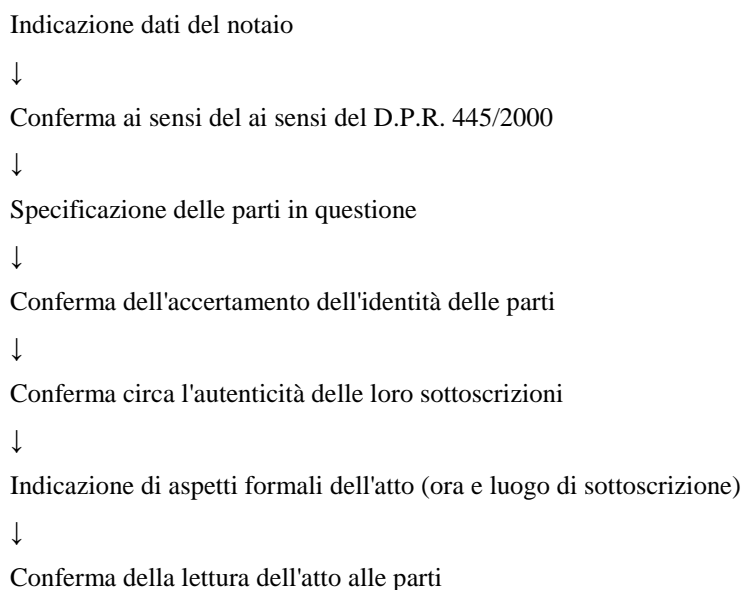 Indicazione dati del notaio
↓
Conferma ai sensi del ai sensi del D.P.R. 445/2000
↓
Specificazione delle parti in questione
↓
Conferma dell'accertamento dell'identità delle parti
↓
Conferma circa l'autenticità delle loro sottoscrizioni
↓
Indicazione di aspetti formali dell'atto (ora e luogo di sottoscrizione)
↓
Conferma della lettura dell'atto alle parti